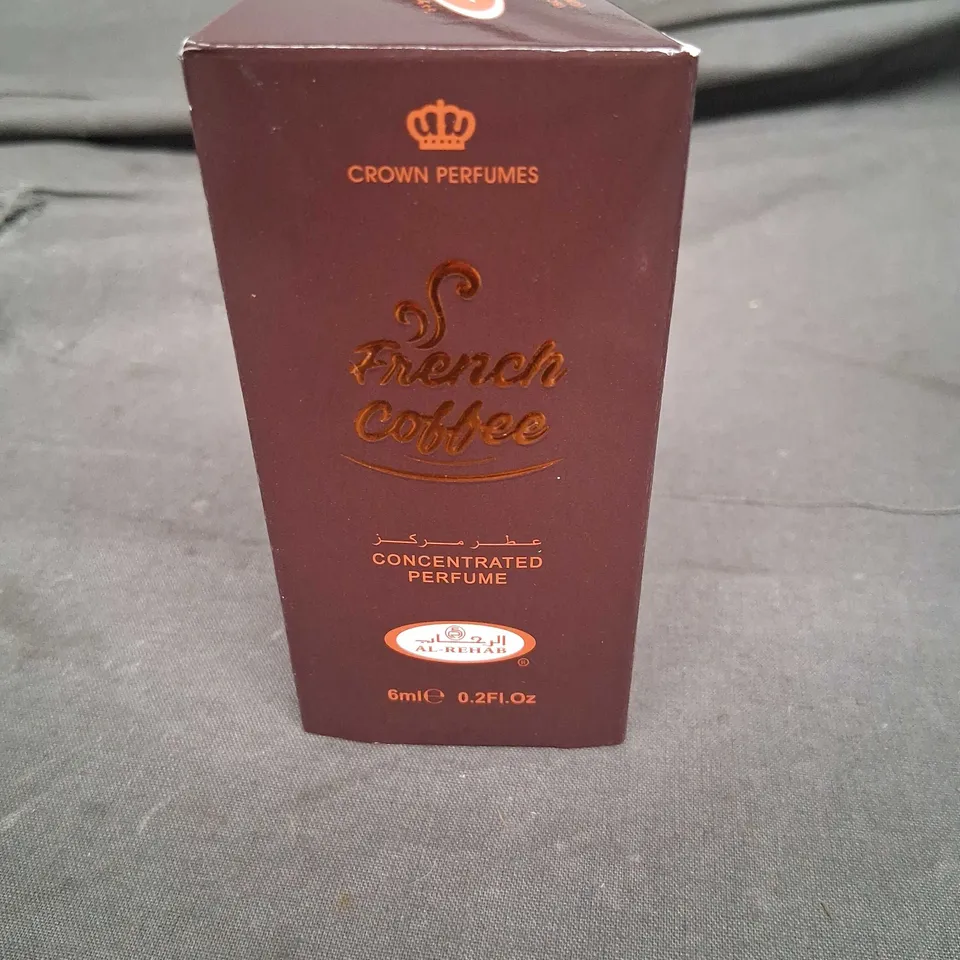 CROWN PERFUMES
French
Coffee
عطر مركز
CONCENTRATED
PERFUME
الرحاب
AL-REHAB
®
6ml℮ 0.2Fl.Oz